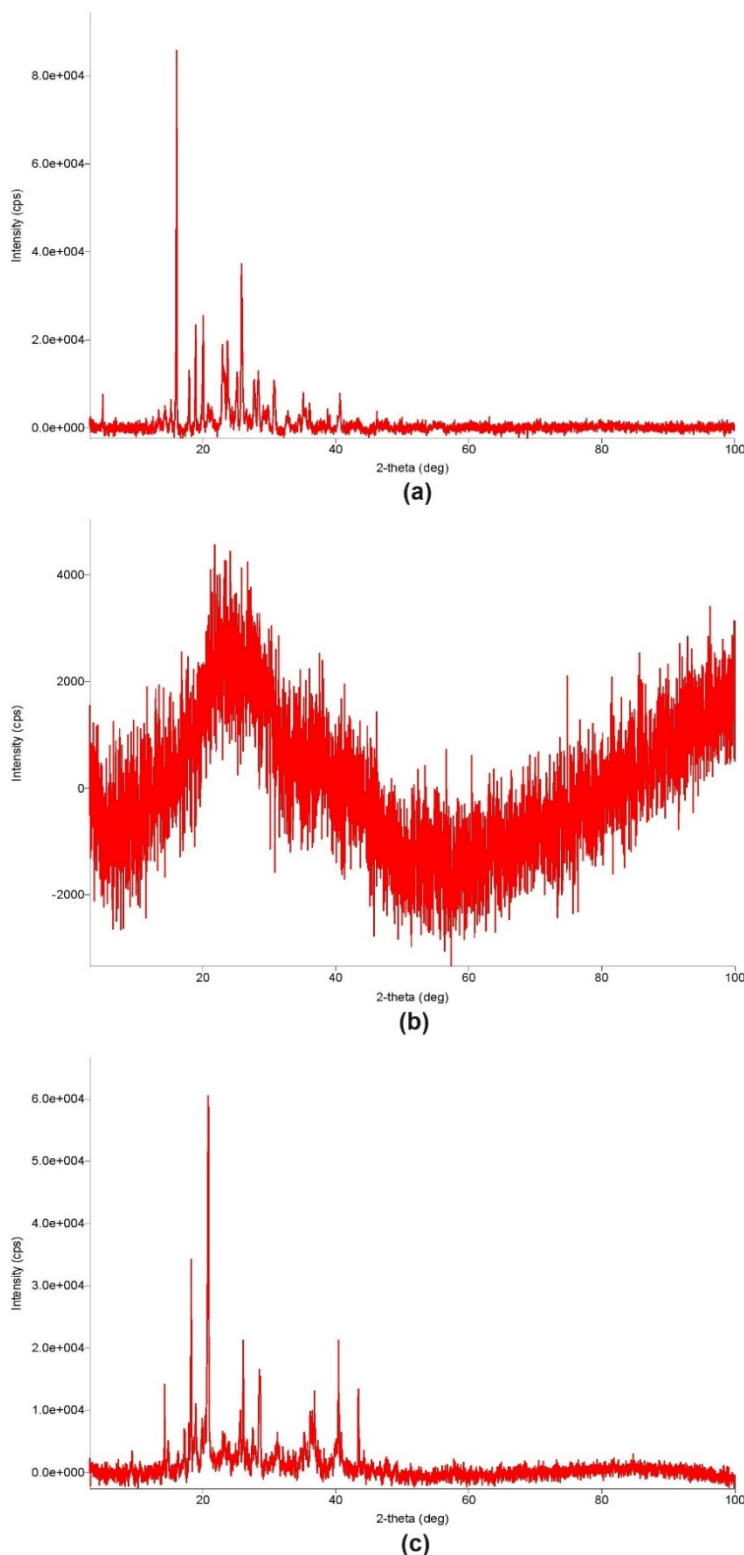 8.0e+004
6.0e+004
4.0e+004
2.0e+004
0.0e+000
Intensity (cps)
20 40 60 80 100
2-theta (deg)
(a)
4000
2000
0
-2000
Intensity (cps)
20 40 60 80 100
2-theta (deg)
(b)
6.0e+004
5.0e+004
4.0e+004
3.0e+004
2.0e+004
1.0e+004
0.0e+000
Intensity (cps)
20 40 60 80 100
2-theta (deg)
(c)